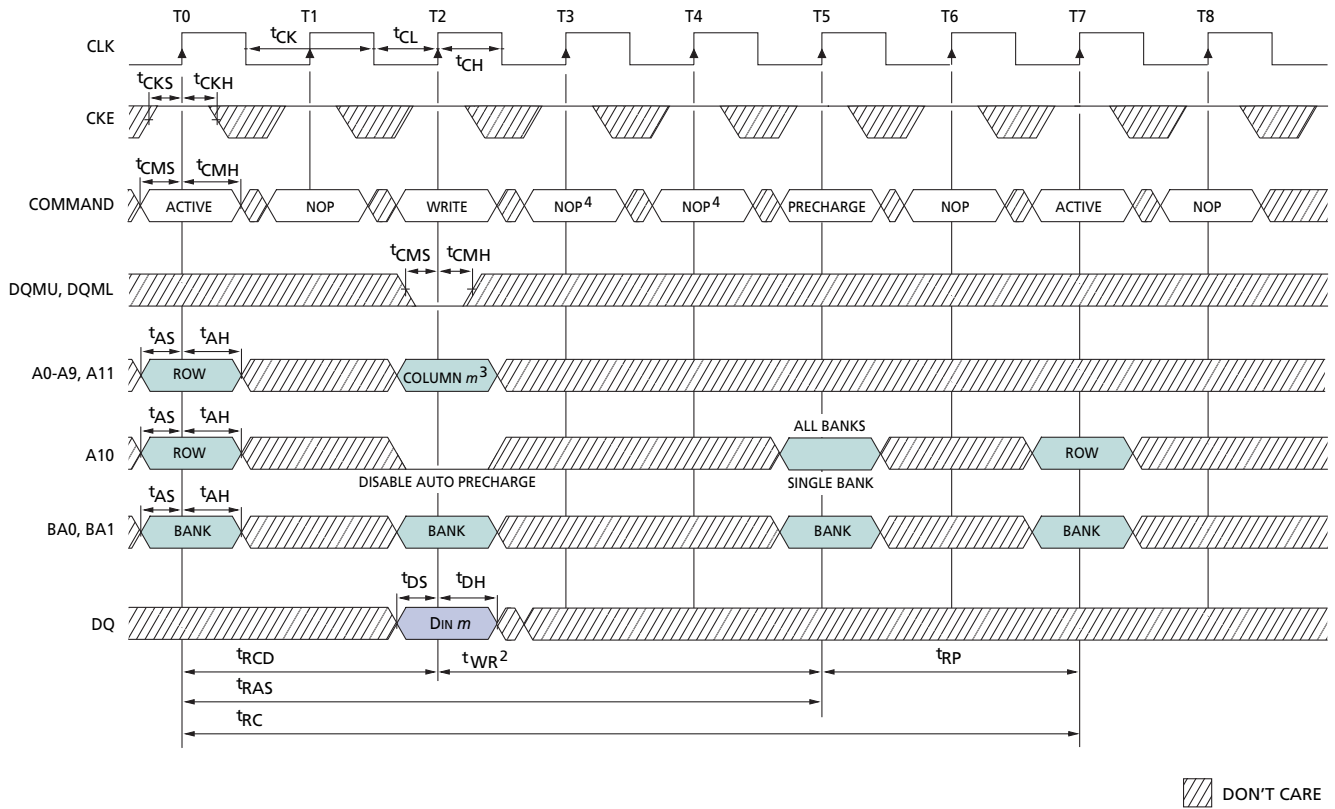 T0 T1 T2 T3 T4 T5 T6 T7 T8
CLK tCK tCL tCH
tCKS tCKH
CKE
tCMS tCMH
COMMAND ACTIVE NOP WRITE NOP4 NOP4 PRECHARGE NOP ACTIVE NOP
tCMS tCMH
DQMU, DQML
tAS tAH
A0-A9, A11 ROW COLUMN m3
tAS tAH ALL BANKS
A10 ROW ROW
DISABLE AUTO PRECHARGE SINGLE BANK
tAS tAH
BA0, BA1 BANK BANK BANK BANK
tDS tDH
DQ DIN m
tRCD tWR2 tRP
tRAS
tRC
DON'T CARE